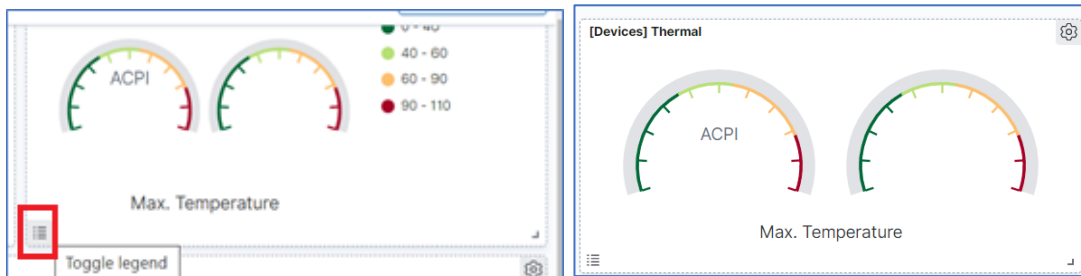 0 - 40
40 - 60
60 - 90
90 - 110
ACPI
Max. Temperature
Toggle legend
[Devices] Thermal
ACPI
Max. Temperature